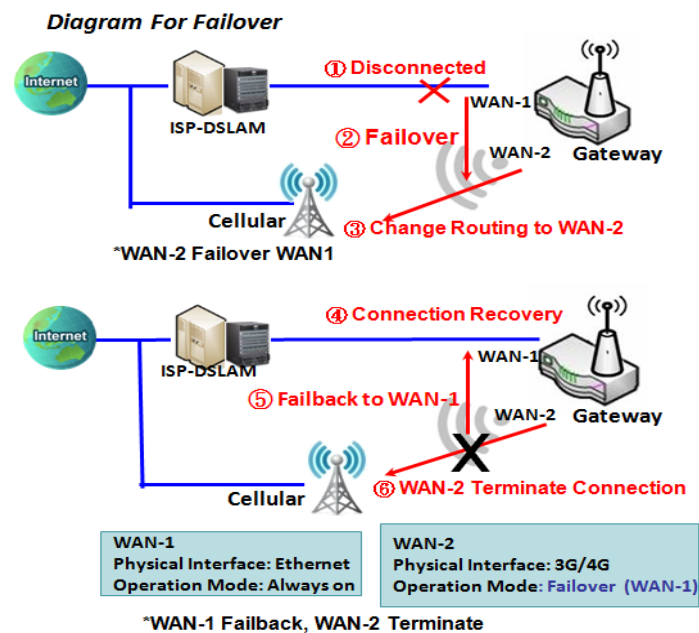 Diagram For Failover
Internet
ISP-DSLAM
① Disconnected
WAN-1
② Failover
WAN-2
Gateway
Cellular
③ Change Routing to WAN-2
*WAN-2 Failover WAN1
Internet
ISP-DSLAM
④ Connection Recovery
WAN-1
⑤ Failback to WAN-1
WAN-2
Gateway
Cellular
⑥ WAN-2 Terminate Connection
WAN-1
Physical Interface: Ethernet
Operation Mode: Always on
WAN-2
Physical Interface: 3G/4G
Operation Mode: Failover (WAN-1)
*WAN-1 Failback, WAN-2 Terminate